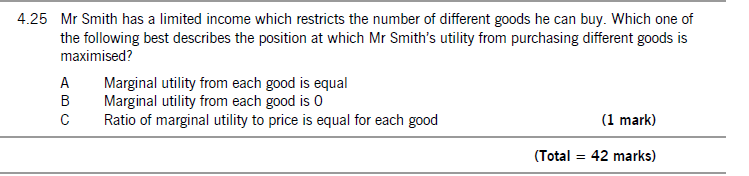 4.25 Mr Smith has a limited income which restricts the number of different goods he can buy. Which one of
the following best describes the position at which Mr Smith's utility from purchasing different goods is
maximised?
A Marginal utility from each good is equal
B Marginal utility from each good is 0
C Ratio of marginal utility to price is equal for each good (1 mark)
(Total = 42 marks)